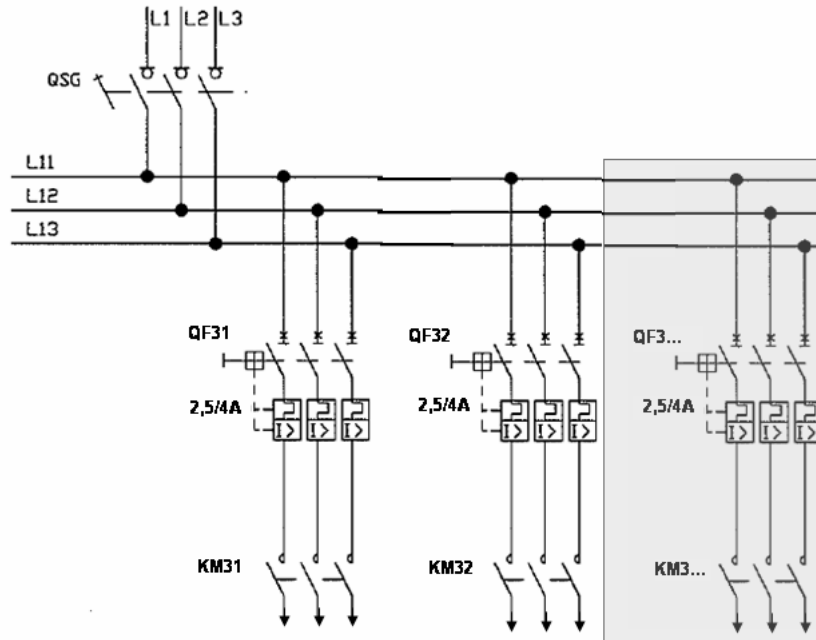 L1 L2 L3
QSG
L11
L12
L13
QF31 QF32 QF3...
2,5/4A 2,5/4A 2,5/4A
I> I> I> I> I> I> I> I> I>
KM31 KM32 KM3...